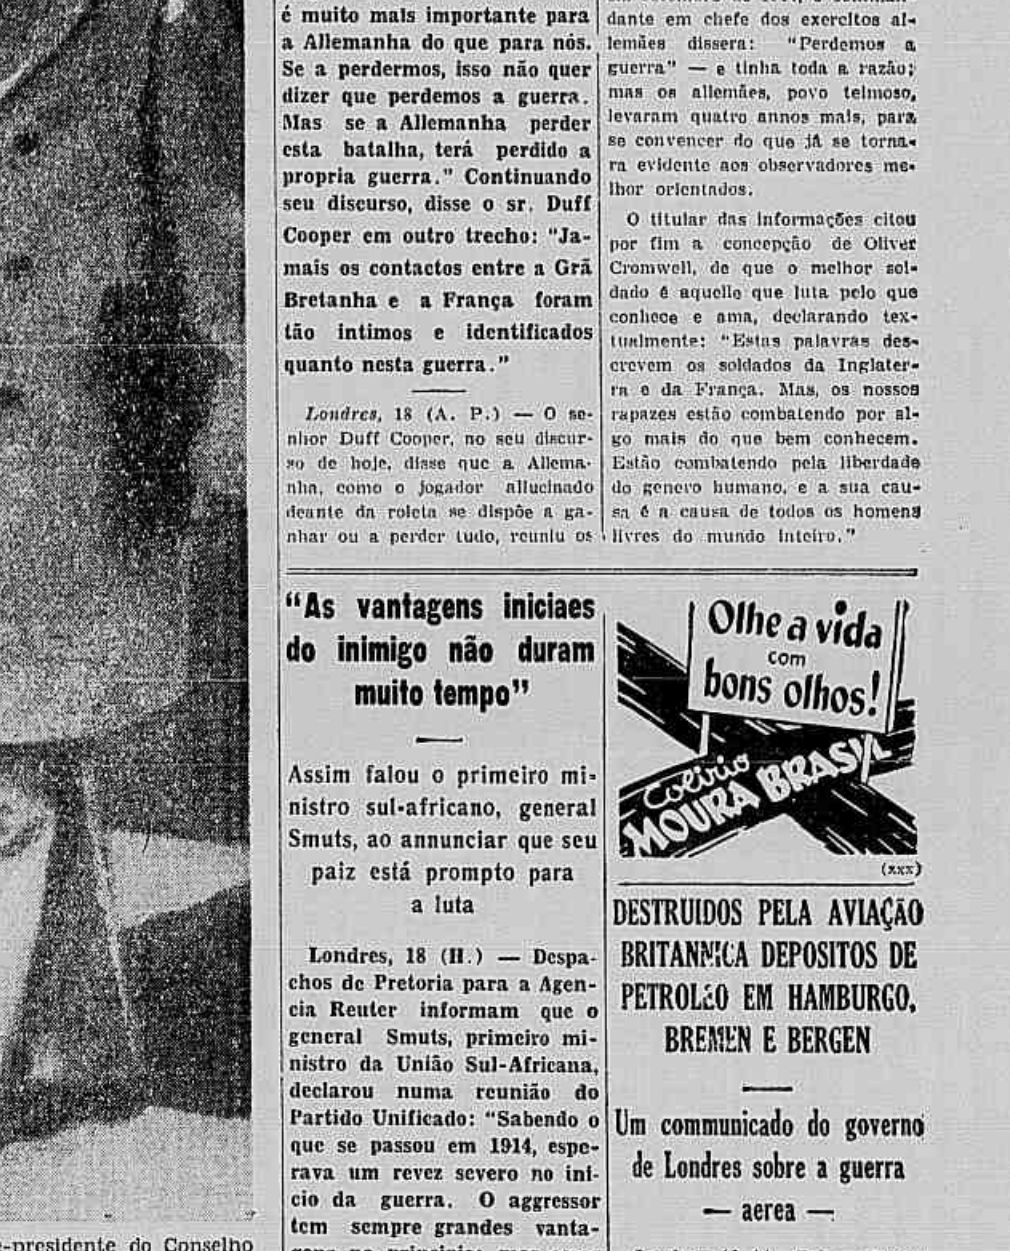 é muito mais importante para
a Allemanha do que para nós.
Se a perdermos, isso não quer
dizer que perdemos a guerra.
Mas se a Allemanha perder
esta batalha, terá perdido a
propria guerra." Continuando
seu discurso, disse o sr. Duff
Cooper em outro trecho: "Ja-
mais os contactos entre a Grã
Bretanha e a França foram
tão intimos e identificados
quanto nesta guerra."
Londres, 18 (A. P.) — O se-
nhor Duff Cooper, no seu discur-
so de hoje, disse que a Allema-
nha, como o jogador allucinado
deante da roleta se dispõe a ga-
nhar ou a perder tudo, reuniu os
dante em chefe dos exercitos al-
lemães dissera: "Perdemos a
guerra" — e tinha toda a razão;
mas os allemães, povo teimoso,
levaram quatro annos mais, para
se convencer do que já se torna-
ra evidente aos observadores me-
lhor orientados.
O titular das Informações citou
por fim a concepção de Oliver
Cromwell, de que o melhor sol-
dado é aquelle que luta pelo que
conhece e ama, declarando tex-
tualmente: "Estas palavras des-
crevem os soldados da Inglater-
ra e da França. Mas, os nossos
rapazes estão combatendo por al-
go mais do que bem conhecem.
Estão combatendo pela liberdade
do genero humano, e a sua cau-
sa é a causa de todos os homens
livres do mundo inteiro."
"As vantagens iniciaes
do inimigo não duram
muito tempo"
Assim falou o primeiro mi-
nistro sul-africano, general
Smuts, ao annunciar que seu
paiz está prompto para
a luta
Londres, 18 (H.) — Despa-
chos de Pretoria para a Agen-
cia Reuter informam que o
general Smuts, primeiro mi-
nistro da União Sul-Africana,
declarou numa reunião do
Partido Unificado: "Sabendo o
que se passou em 1914, espe-
rava um revez severo no ini-
cio da guerra. O aggressor
tem sempre grandes vanta-
Olhe a vida
com
bons olhos!
Colirio
MOURA BRASIL
(xxx)
DESTRUIDOS PELA AVIAÇÃO
BRITANNICA DEPOSITOS DE
PETROLEO EM HAMBURGO,
BREMEN E BERGEN
Um communicado do governo
de Londres sobre a guerra
— aerea —
e-presidente do Conselho